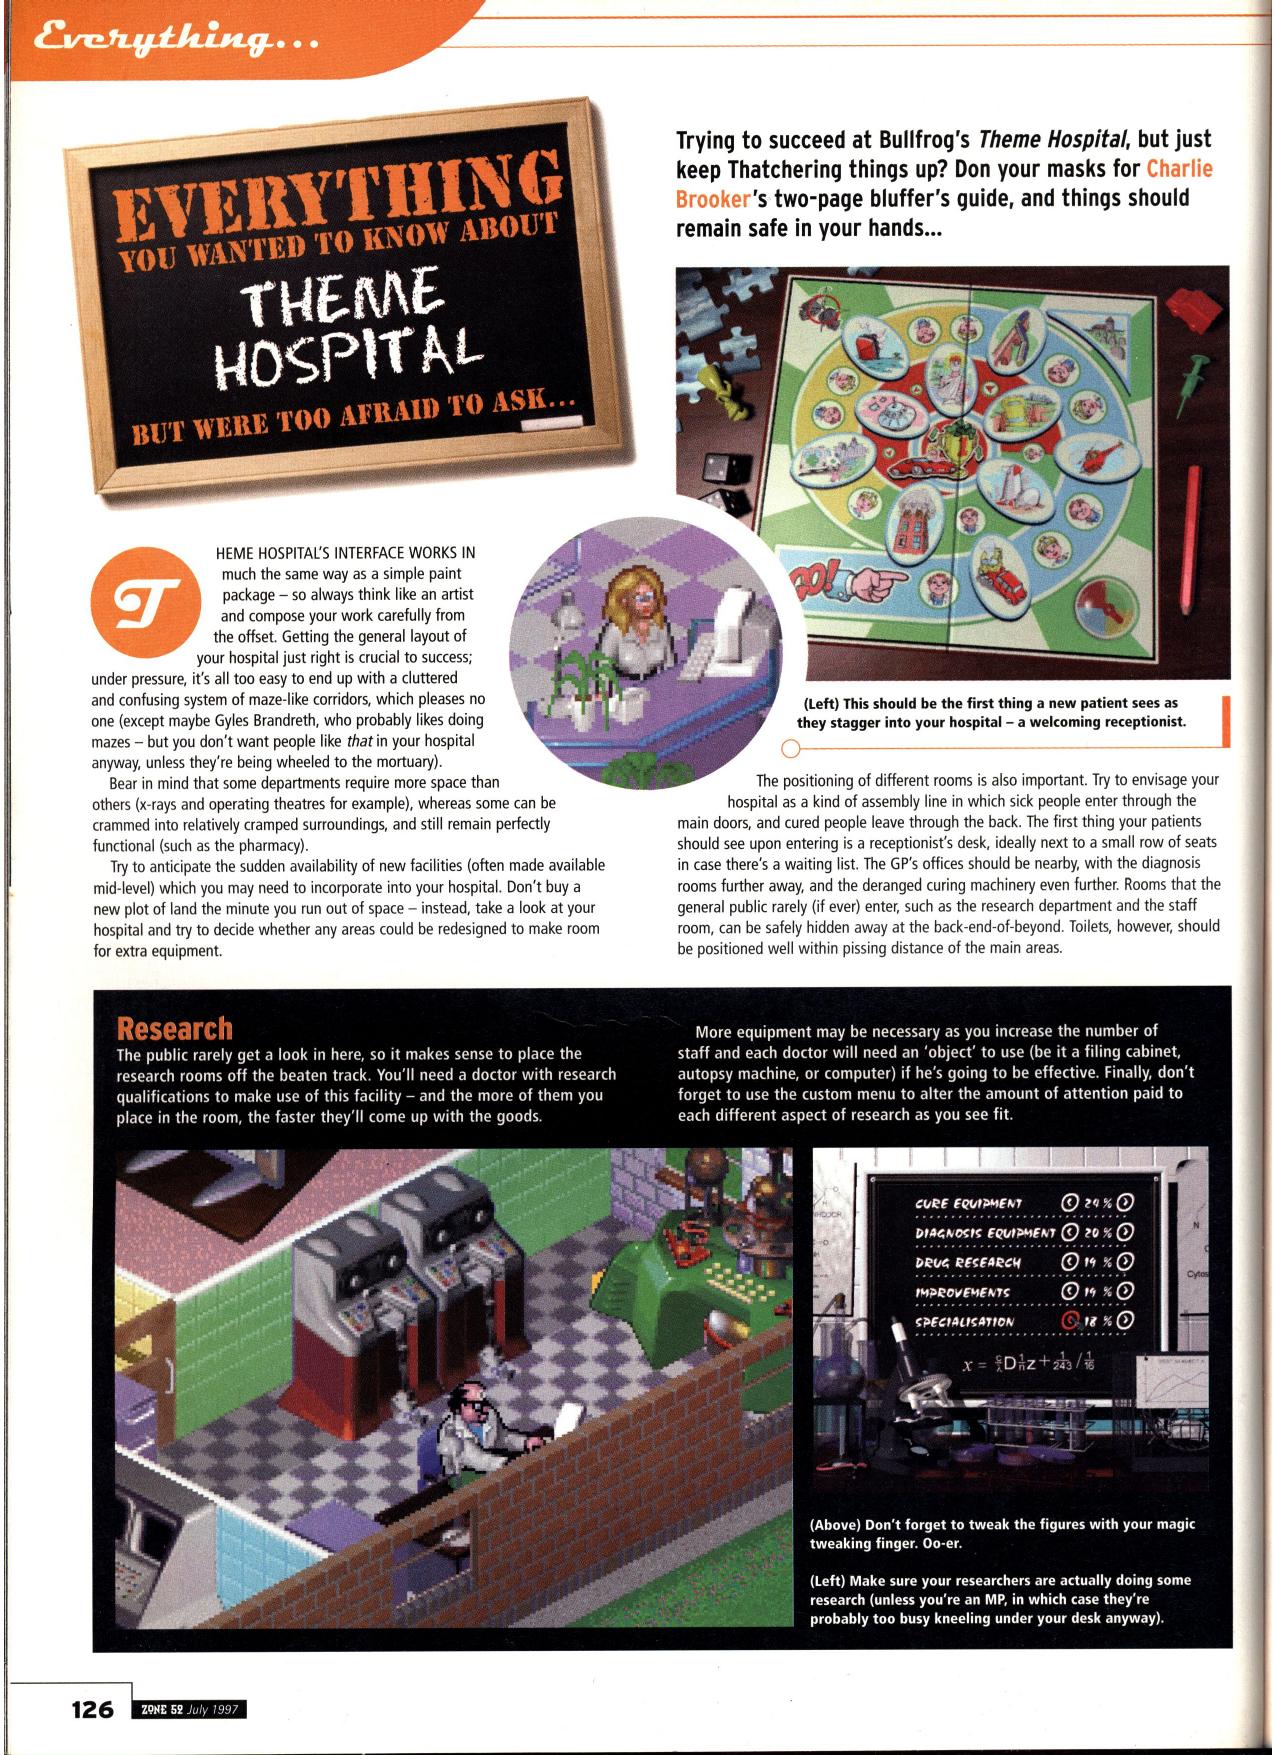 Everything...
EVERYTHING
YOU WANTED TO KNOW ABOUT
THEME
HOSPITAL
BUT WERE TOO AFRAID TO ASK...
Trying to succeed at Bullfrog's Theme Hospital, but just
keep Thatchering things up? Don your masks for Charlie
Brooker's two-page bluffer's guide, and things should
remain safe in your hands...
GO!
THEME HOSPITAL'S INTERFACE WORKS IN
much the same way as a simple paint
package – so always think like an artist
and compose your work carefully from
the offset. Getting the general layout of
your hospital just right is crucial to success;
under pressure, it's all too easy to end up with a cluttered
and confusing system of maze-like corridors, which pleases no
one (except maybe Gyles Brandreth, who probably likes doing
mazes – but you don't want people like that in your hospital
anyway, unless they're being wheeled to the mortuary).
Bear in mind that some departments require more space than
others (x-rays and operating theatres for example), whereas some can be
crammed into relatively cramped surroundings, and still remain perfectly
functional (such as the pharmacy).
Try to anticipate the sudden availability of new facilities (often made available
mid-level) which you may need to incorporate into your hospital. Don't buy a
new plot of land the minute you run out of space – instead, take a look at your
hospital and try to decide whether any areas could be redesigned to make room
for extra equipment.
(Left) This should be the first thing a new patient sees as
they stagger into your hospital – a welcoming receptionist.
The positioning of different rooms is also important. Try to envisage your
hospital as a kind of assembly line in which sick people enter through the
main doors, and cured people leave through the back. The first thing your patients
should see upon entering is a receptionist's desk, ideally next to a small row of seats
in case there's a waiting list. The GP's offices should be nearby, with the diagnosis
rooms further away, and the deranged curing machinery even further. Rooms that the
general public rarely (if ever) enter, such as the research department and the staff
room, can be safely hidden away at the back-end-of-beyond. Toilets, however, should
be positioned well within pissing distance of the main areas.
Research
The public rarely get a look in here, so it makes sense to place the
research rooms off the beaten track. You'll need a doctor with research
qualifications to make use of this facility – and the more of them you
place in the room, the faster they'll come up with the goods.
More equipment may be necessary as you increase the number of
staff and each doctor will need an 'object' to use (be it a filing cabinet,
autopsy machine, or computer) if he's going to be effective. Finally, don't
forget to use the custom menu to alter the amount of attention paid to
each different aspect of research as you see fit.
CURE EQUIPMENT 24 %
DIAGNOSIS EQUIPMENT 20 %
DRUG RESEARCH 19 %
IMPROVEMENTS 19 %
SPECIALISATION 18 %
N
Cytos
(Above) Don't forget to tweak the figures with your magic
tweaking finger. Oo-er.
(Left) Make sure your researchers are actually doing some
research (unless you're an MP, in which case they're
probably too busy kneeling under your desk anyway).
126 ZONE 52 July 1997